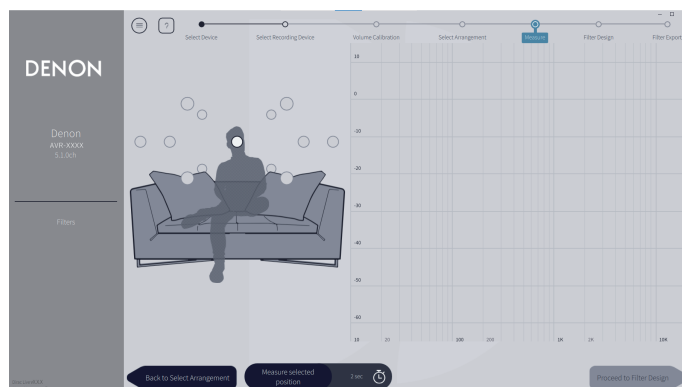 ?
Select Device
Select Recording Device
Volume Calibration
Select Arrangement
Measure
Filter Design
Filter Export
DENON
Denon
AVR-XXXX
5.1.0ch
Filters
10
0
-10
-20
-30
-40
-50
-60
10 20 100 200 1K 2K 10K
Back to Select Arrangement
Measure selected
position
2 sec
Proceed to Filter Design